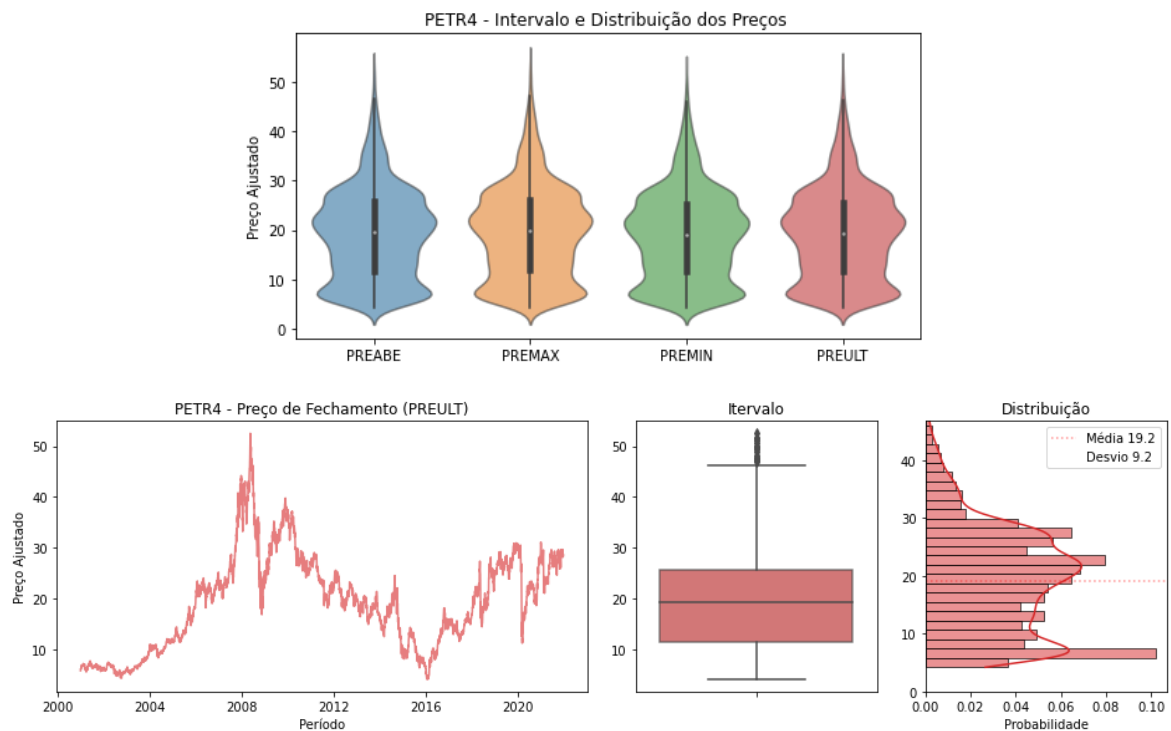 PETR4 - Intervalo e Distribuição dos Preços
Preço Ajustado
50
40
30
20
10
0
PREABE PREMAX PREMIN PREULT
PETR4 - Preço de Fechamento (PREULT)
Preço Ajustado
50
40
30
20
10
2000 2004 2008 2012 2016 2020
Período
Itervalo
50
40
30
20
10
Distribuição
Média 19.2
Desvio 9.2
40
30
20
10
0
0.00 0.02 0.04 0.06 0.08 0.10
Probabilidade